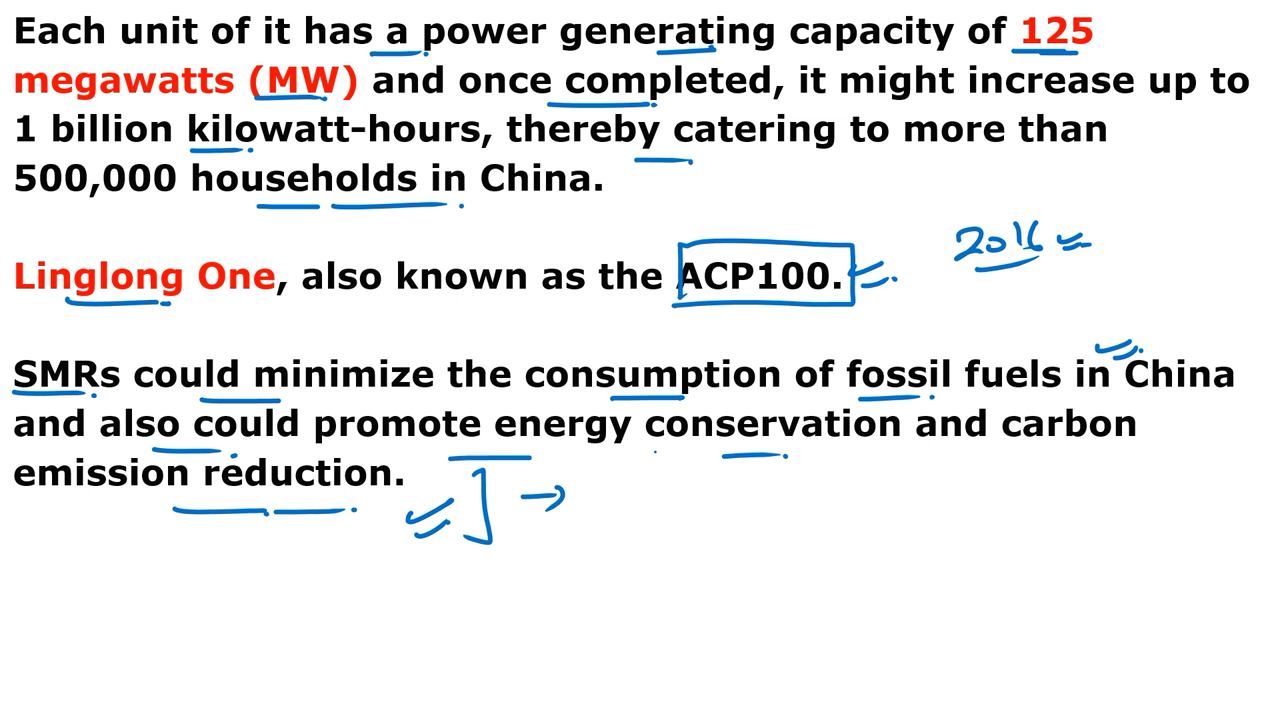 Each unit of it has a power generating capacity of 125
megawatts (MW) and once completed, it might increase up to
1 billion kilowatt-hours, thereby catering to more than
500,000 households in China.
2016
Linglong One, also known as the ACP100.
SMRs could minimize the consumption of fossil fuels in China
and also could promote energy conservation and carbon
emission reduction.